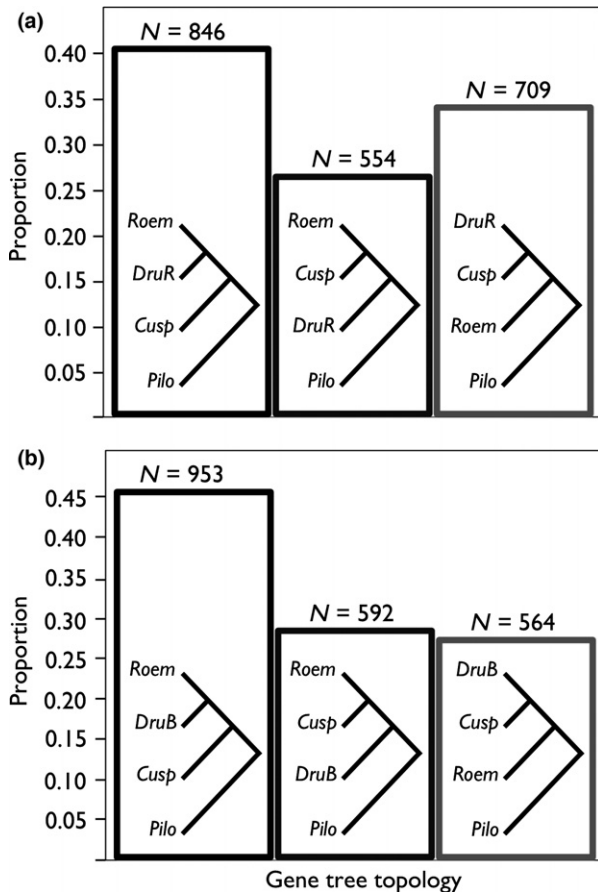 (a)
N = 846
N = 554
N = 709
Proportion
0.40
0.35
0.30
0.25
0.20
0.15
0.10
0.05
Roem
DruR
Cusp
Pilo
Roem
Cusp
DruR
Pilo
DruR
Cusp
Roem
Pilo
(b)
N = 953
N = 592
N = 564
Proportion
0.45
0.40
0.35
0.30
0.25
0.20
0.15
0.10
0.05
Roem
DruB
Cusp
Pilo
Roem
Cusp
DruB
Pilo
DruB
Cusp
Roem
Pilo
Gene tree topology